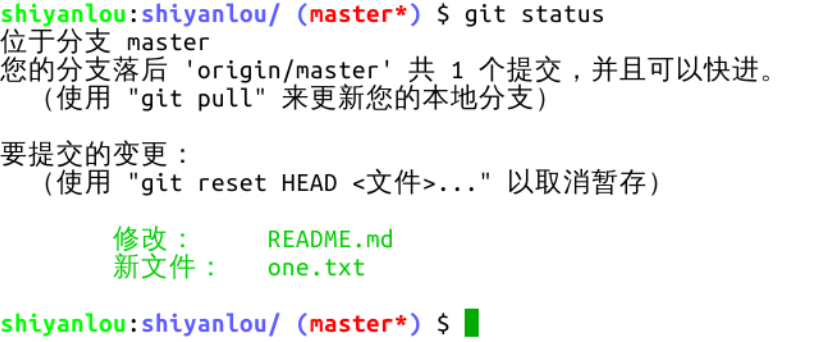 shiyanlou:shiyanlou/ (master*) $ git status
位于分支 master
您的分支落后 'origin/master' 共 1 个提交，并且可以快进。
（使用 "git pull" 来更新您的本地分支）
要提交的变更：
（使用 "git reset HEAD <文件>..." 以取消暂存）
修改： README.md
新文件： one.txt
shiyanlou:shiyanlou/ (master*) $